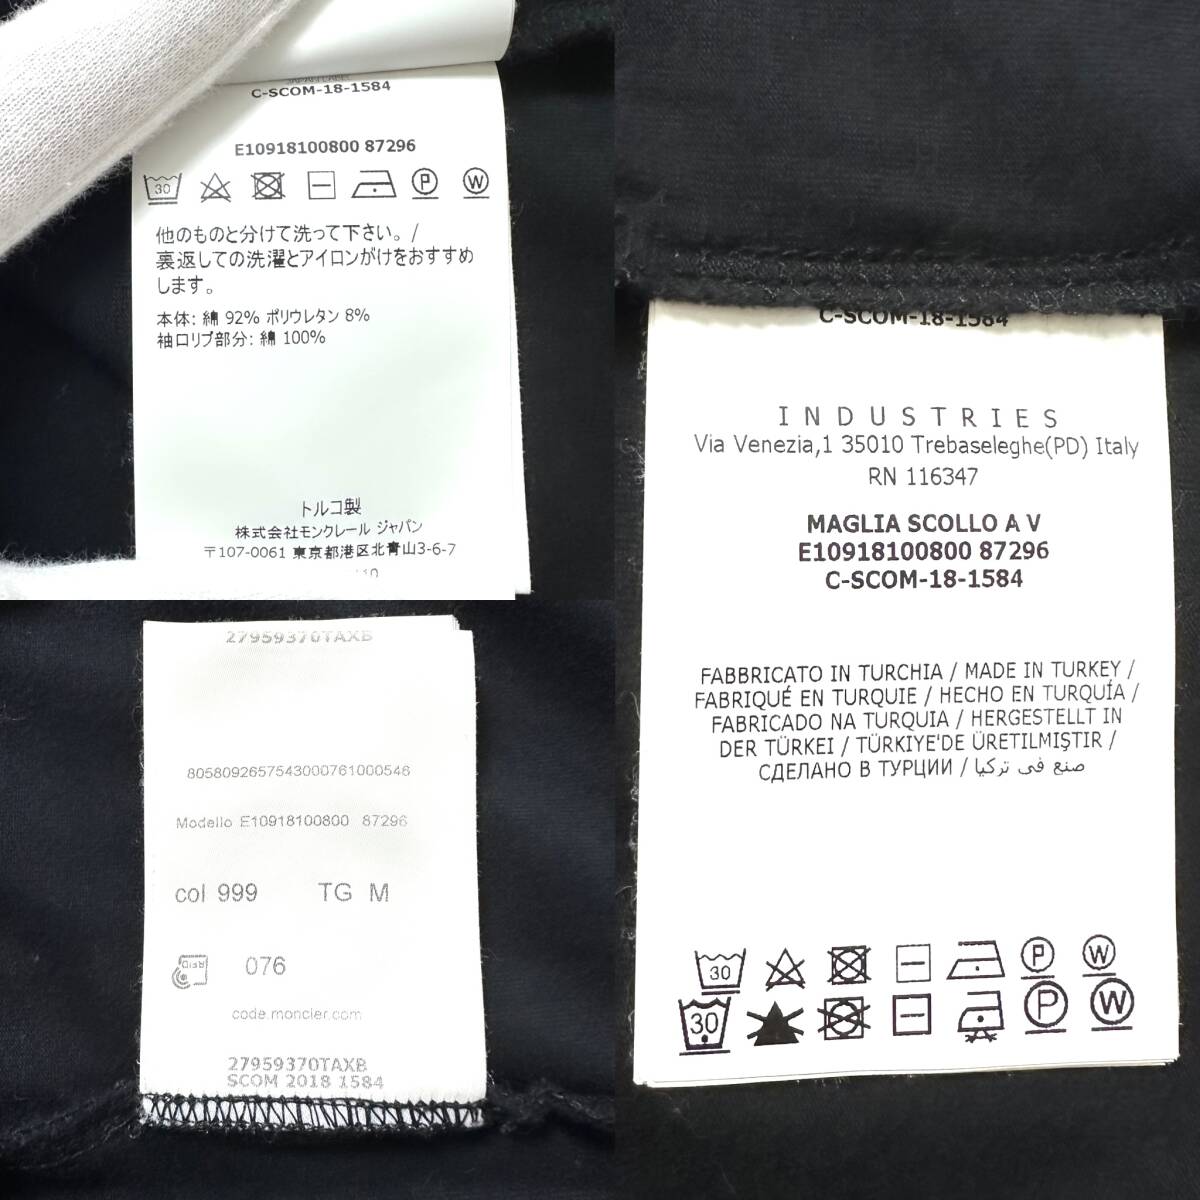 C-SCOM-18-1584
E10918100800 87296
30
P
W
他のものと分けて洗って下さい。/
裏返しての洗濯とアイロンがけをおすすめ
します。
本体: 綿 92% ポリウレタン 8%
袖口リブ部分: 綿 100%
トルコ製
株式会社モンクレール ジャパン
〒107-0061 東京都港区北青山3-6-7
27959370TAXB
8058092657543000761000546
Modello E10918100800 87296
col 999 TG M
RFID
076
code.moncler.com
27959370TAXB
SCOM 2018 1584
C-SCOM-18-1584
INDUSTRIES
Via Venezia,1 35010 Trebaseleghe(PD) Italy
RN 116347
MAGLIA SCOLLO A V
E10918100800 87296
C-SCOM-18-1584
FABBRICATO IN TURCHIA / MADE IN TURKEY /
FABRIQUÉ EN TURQUIE / HECHO EN TURQUÍA /
FABRICADO NA TURQUIA / HERGESTELLT IN
DER TÜRKEI / TÜRKIYE'DE ÜRETILMIŞTIR /
СДЕЛАНО В ТУРЦИИ / صنع في تركيا
30
P
W
30
P
W